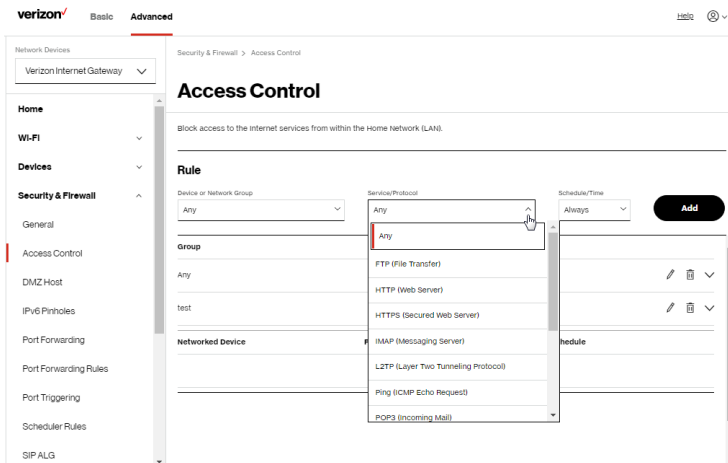 verizon✓ Basic Advanced Help
Network Devices
Verizon Internet Gateway
Home
Wi-Fi
Devices
Security & Firewall
General
Access Control
DMZ Host
IPv6 Pinholes
Port Forwarding
Port Forwarding Rules
Port Triggering
Scheduler Rules
SIP ALG
Security & Firewall > Access Control
Access Control
Block access to the Internet services from within the Home Network (LAN).
Rule
Device or Network Group
Any
Service/Protocol
Any
Schedule/Time
Always
Add
Any
FTP (File Transfer)
HTTP (Web Server)
HTTPS (Secured Web Server)
IMAP (Messaging Server)
L2TP (Layer Two Tunneling Protocol)
Ping (ICMP Echo Request)
POP3 (Incoming Mail)
Group
Any
test
Networked Device
hedule